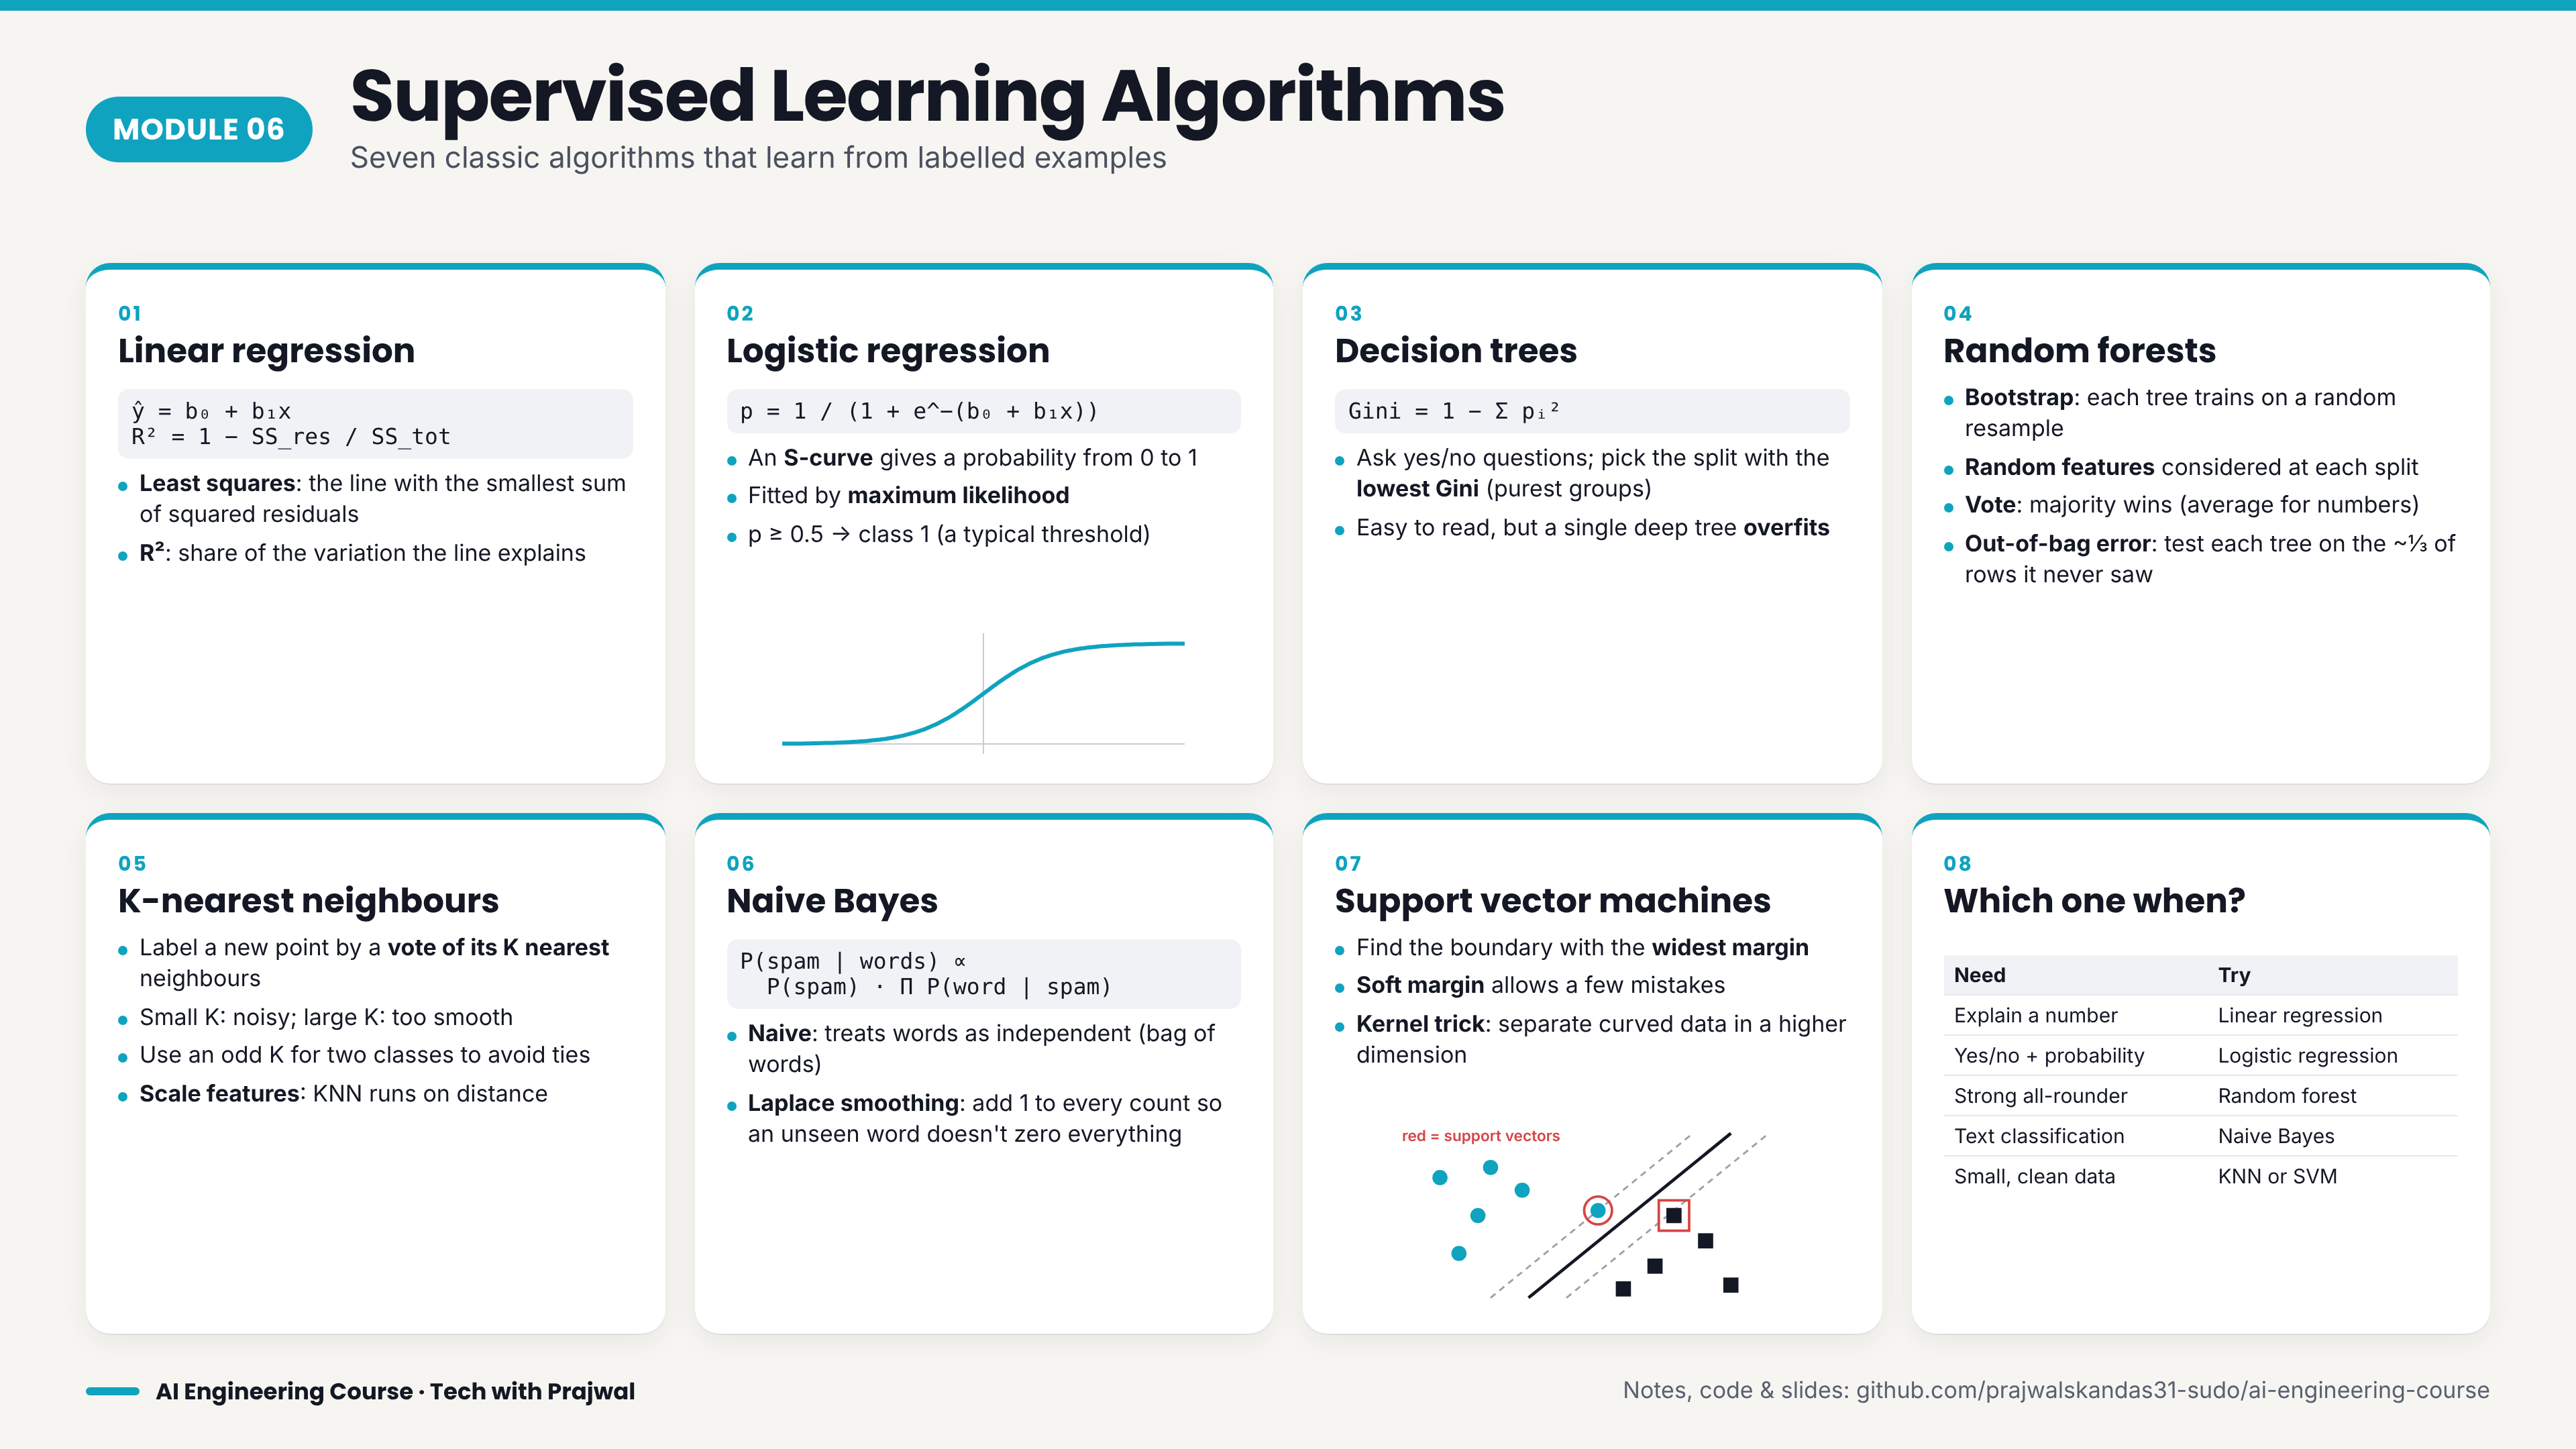 MODULE 06
Supervised Learning Algorithms
Seven classic algorithms that learn from labelled examples
01
Linear regression
ŷ = b₀ + b₁x
R² = 1 − SS_res / SS_tot
Least squares: the line with the smallest sum
of squared residuals
R²: share of the variation the line explains
02
Logistic regression
p = 1 / (1 + e^−(b₀ + b₁x))
An S-curve gives a probability from 0 to 1
Fitted by maximum likelihood
p ≥ 0.5 → class 1 (a typical threshold)
03
Decision trees
Gini = 1 − Σ pᵢ²
Ask yes/no questions; pick the split with the
lowest Gini (purest groups)
Easy to read, but a single deep tree overfits
04
Random forests
Bootstrap: each tree trains on a random
resample
Random features considered at each split
Vote: majority wins (average for numbers)
Out-of-bag error: test each tree on the ~⅓ of
rows it never saw
05
K-nearest neighbours
Label a new point by a vote of its K nearest
neighbours
Small K: noisy; large K: too smooth
Use an odd K for two classes to avoid ties
Scale features: KNN runs on distance
06
Naive Bayes
P(spam | words) ∝
P(spam) · Π P(word | spam)
Naive: treats words as independent (bag of
words)
Laplace smoothing: add 1 to every count so
an unseen word doesn't zero everything
07
Support vector machines
Find the boundary with the widest margin
Soft margin allows a few mistakes
Kernel trick: separate curved data in a higher
dimension
red = support vectors
08
Which one when?
Need Try
Explain a number Linear regression
Yes/no + probability Logistic regression
Strong all-rounder Random forest
Text classification Naive Bayes
Small, clean data KNN or SVM
AI Engineering Course · Tech with Prajwal
Notes, code & slides: github.com/prajwalskandas31-sudo/ai-engineering-course